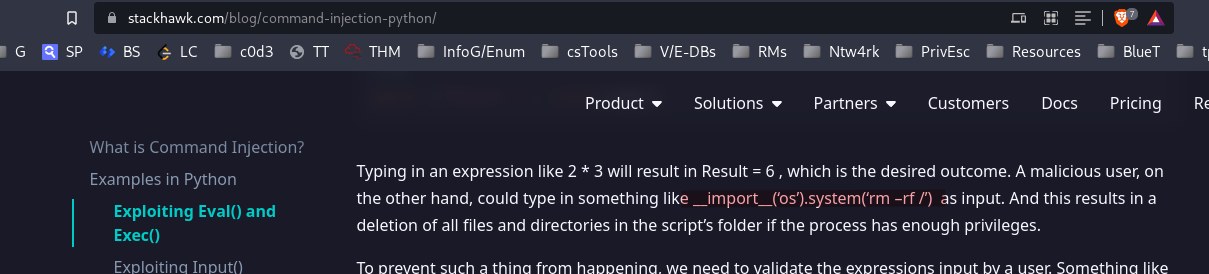 stackhawk.com/blog/command-injection-python/
7
G SP BS LC c0d3 TT THM InfoG/Enum csTools V/E-DBs RMs Ntw4rk PrivEsc Resources BlueT
Product Solutions Partners Customers Docs Pricing
What is Command Injection?
Examples in Python
Exploiting Eval() and
Exec()
Exploiting Input()
Typing in an expression like 2 * 3 will result in Result = 6 , which is the desired outcome. A malicious user, on
the other hand, could type in something like __import__(‘os’).system(‘rm –rf /’) as input. And this results in a
deletion of all files and directories in the script’s folder if the process has enough privileges.
To prevent such a thing from happening, we need to validate the expressions input by a user. Something like